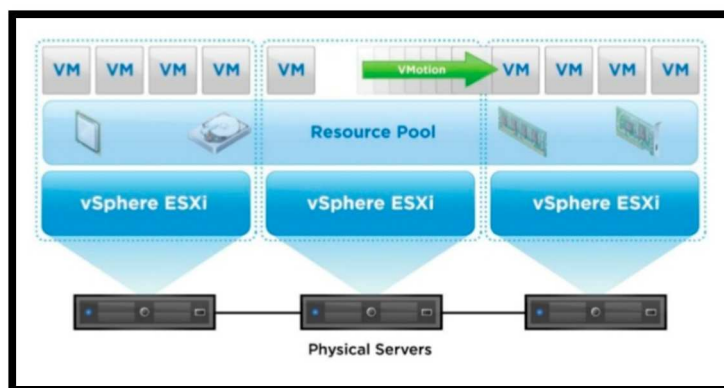 VM VM VM VM VM VMotion VM VM VM VM
Resource Pool
vSphere ESXi vSphere ESXi vSphere ESXi
Physical Servers